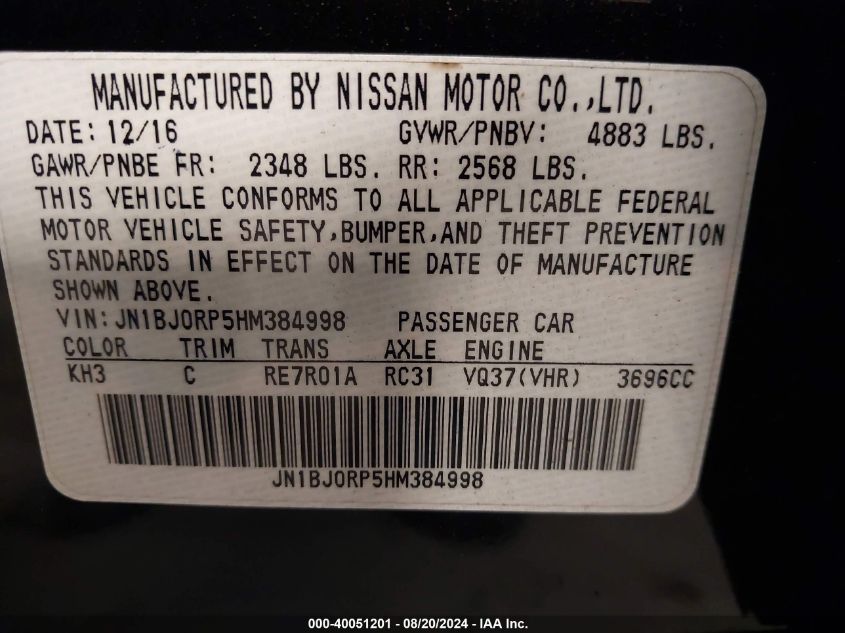 MANUFACTURED BY NISSAN MOTOR CO.,LTD.
DATE: 12/16 GVWR/PNBV: 4883 LBS.
GAWR/PNBE FR: 2348 LBS. RR: 2568 LBS.
THIS VEHICLE CONFORMS TO ALL APPLICABLE FEDERAL
MOTOR VEHICLE SAFETY,BUMPER,AND THEFT PREVENTION
STANDARDS IN EFFECT ON THE DATE OF MANUFACTURE
SHOWN ABOVE.
VIN: JN1BJ0RP5HM384998 PASSENGER CAR
COLOR TRIM TRANS AXLE ENGINE
KH3 C RE7R01A RC31 VQ37(VHR) 3696CC
JN1BJ0RP5HM384998
000-40051201 - 08/20/2024 - IAA Inc.